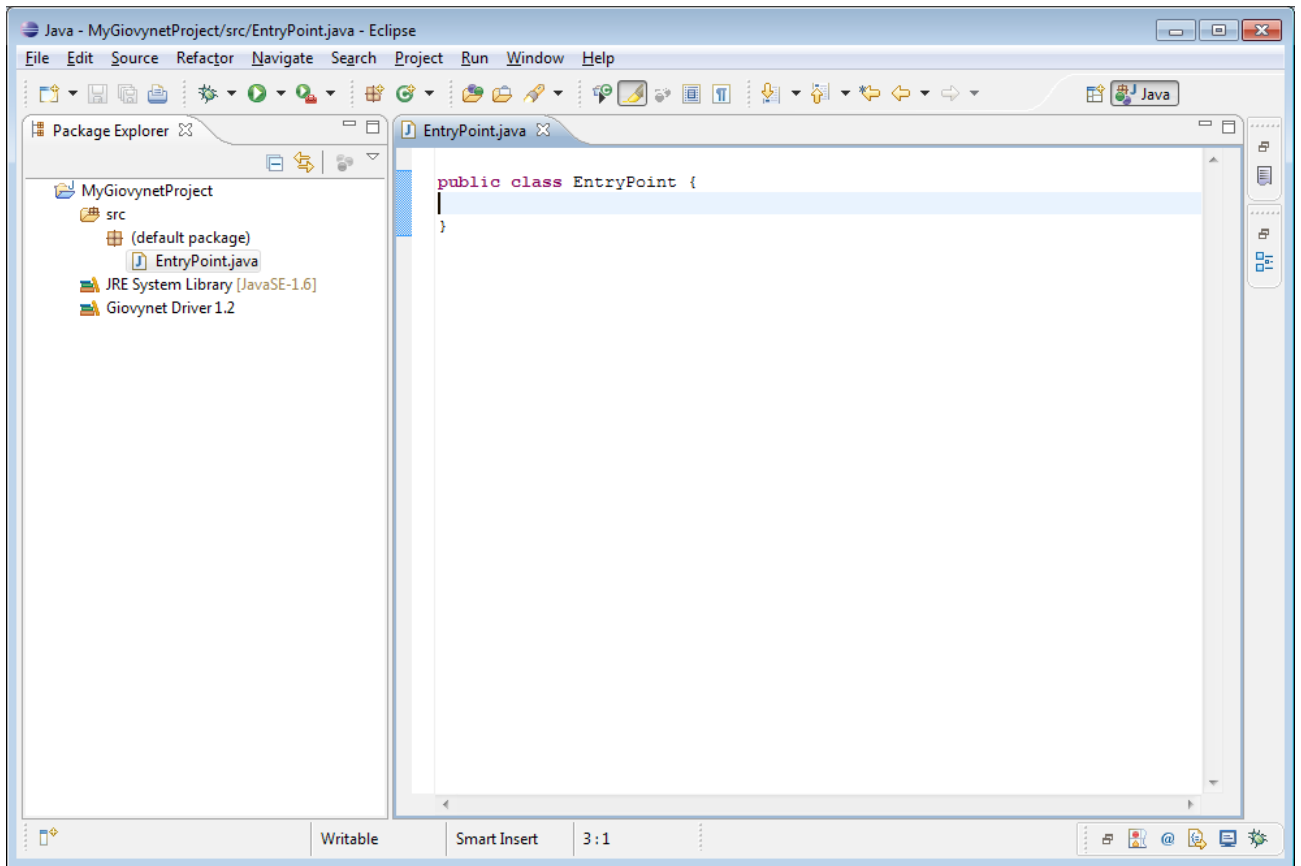 Java - MyGiovynetProject/src/EntryPoint.java - Eclipse
File Edit Source Refactor Navigate Search Project Run Window Help
Java
Package Explorer
EntryPoint.java
MyGiovynetProject
src
(default package)
EntryPoint.java
JRE System Library [JavaSE-1.6]
Giovynet Driver 1.2
public class EntryPoint {
}
Writable Smart Insert 3 : 1